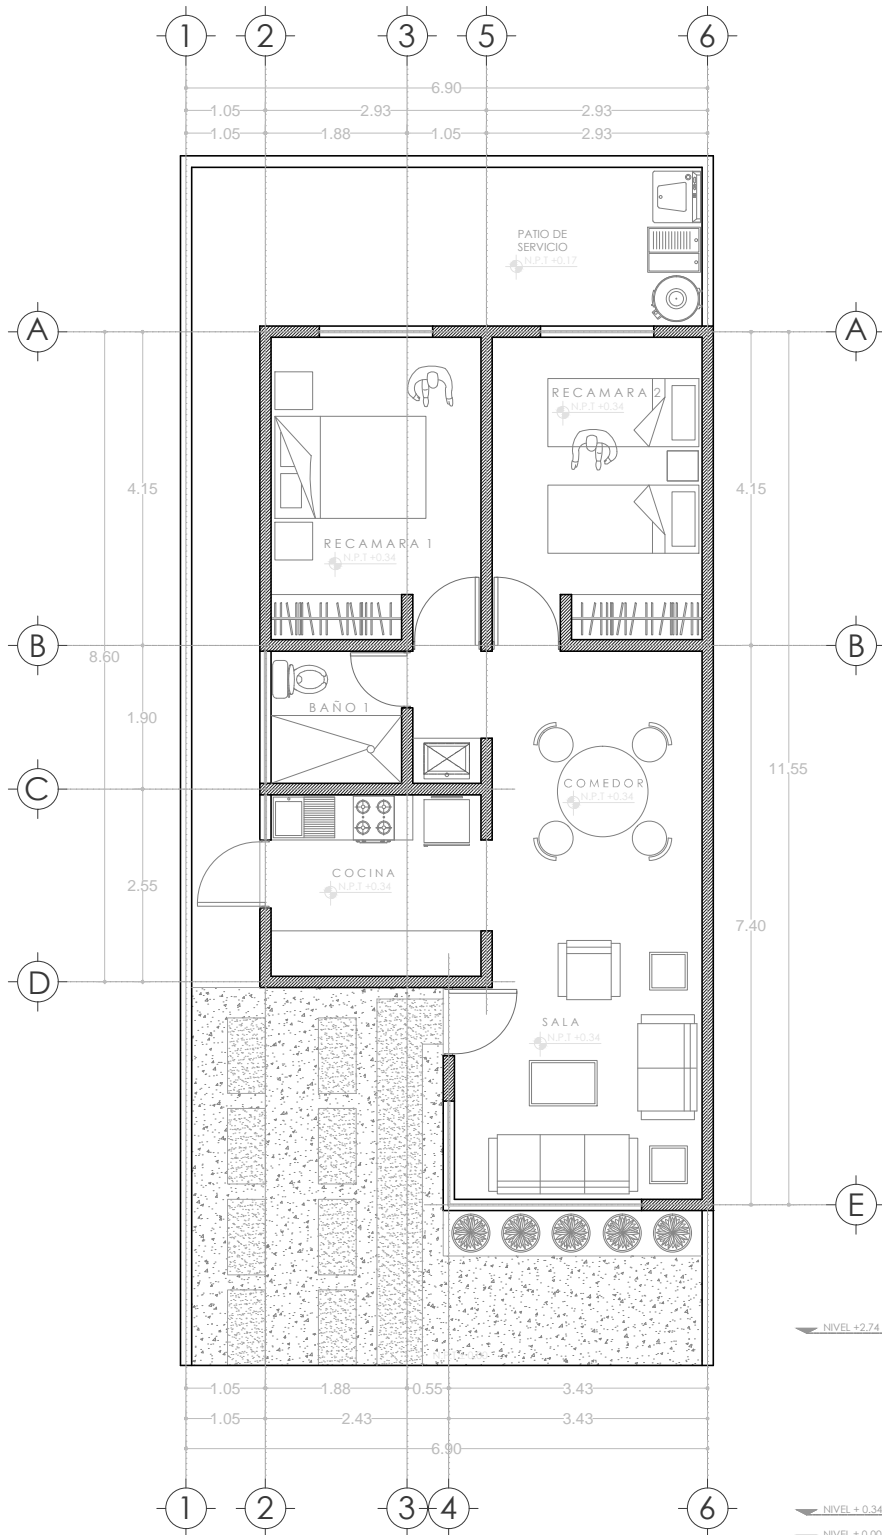 1 2 3 5 6
6.90
1.05 2.93 2.93
1.05 1.88 1.05 2.93
PATIO DE
SERVICIO
N.P.T +0.17
A A
RECAMARA 2
N.P.T +0.34
4.15 4.15
RECAMARA 1
N.P.T +0.34
B B
8.60
BAÑO 1
1.90
11.55
C
COMEDOR
N.P.T +0.34
COCINA
N.P.T +0.34
2.55
7.40
D
SALA
N.P.T +0.34
E
NIVEL +2.74
1.05 1.88 0.55 3.43
1.05 2.43 3.43
6.90
1 2 3 4 6
NIVEL + 0.34
NIVEL ± 0.00